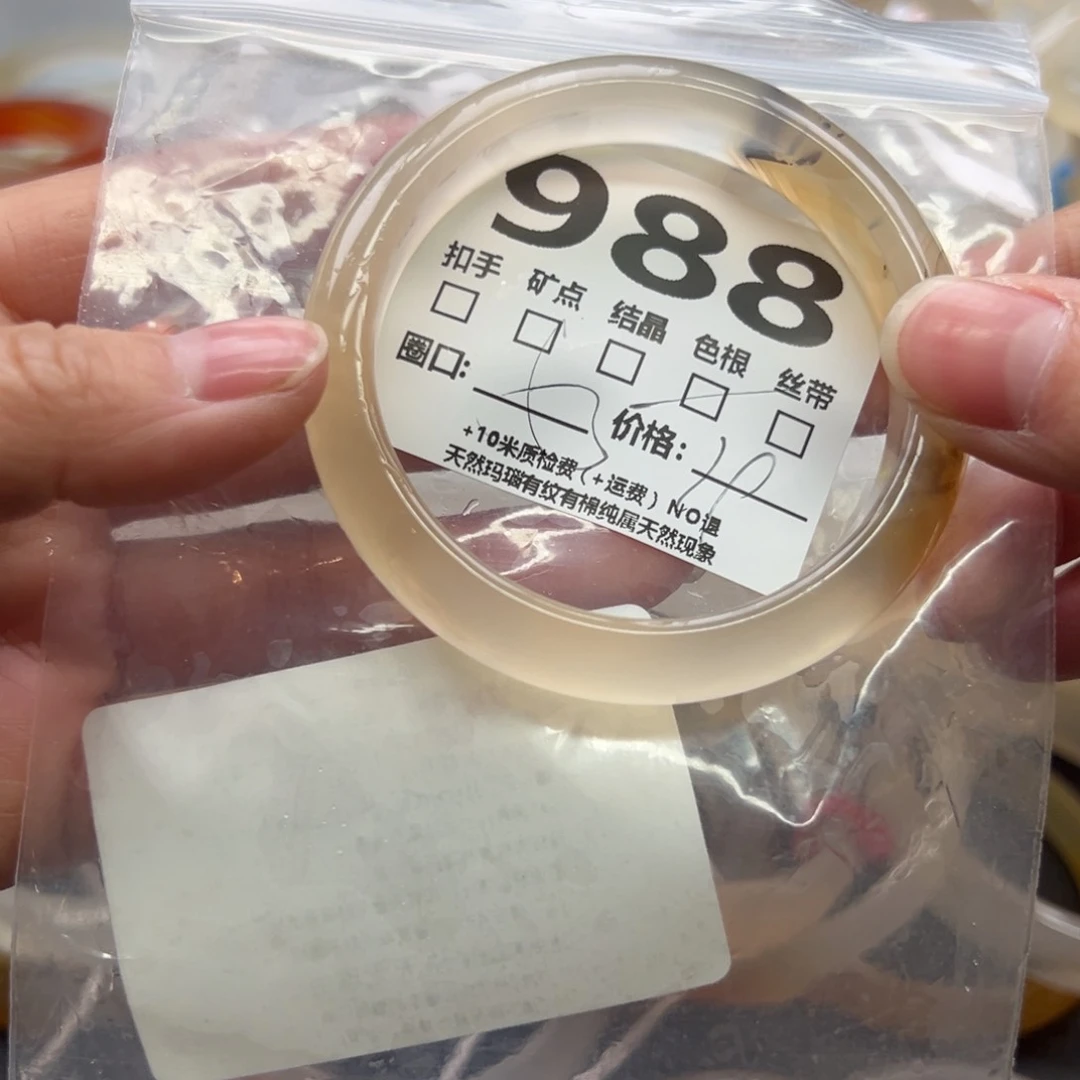 988
扣手 矿点 结晶 色根 丝带
圈口: 价格:
+10米质检费(+运费) NO退
天然玛瑙有纹有棉纯属天然现象